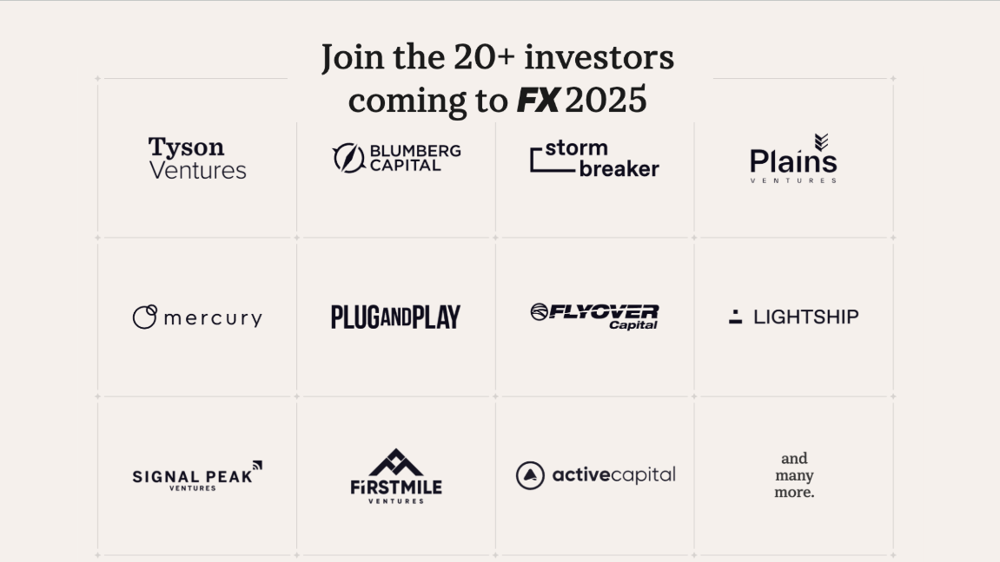 Join the 20+ investors
coming to FX 2025
Tyson
Ventures
BLUMBERG
CAPITAL
storm
breaker
Plains
VENTURES
mercury
PLUGANDPLAY
FLYOVER
Capital
LIGHTSHIP
SIGNAL PEAK
VENTURES
FiRSTMILE
VENTURES
activecapital
and
many
more.